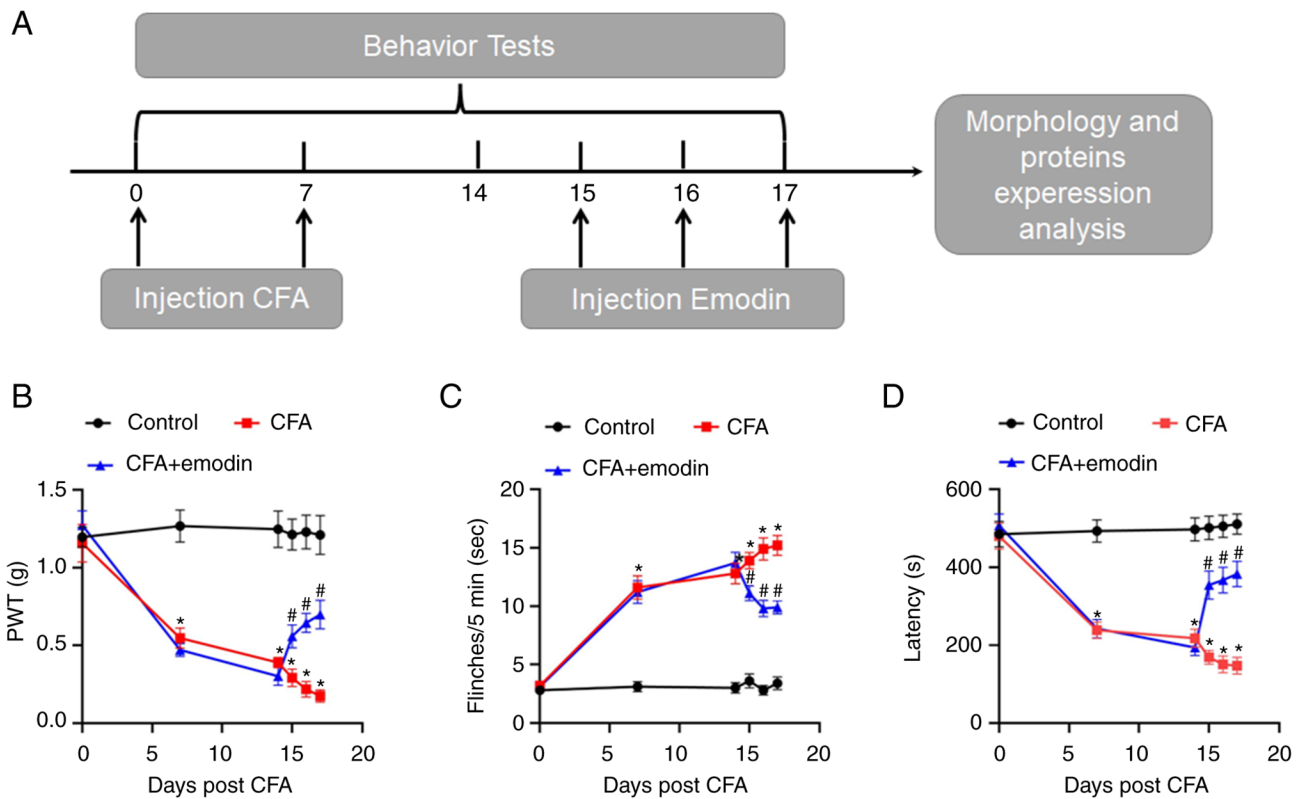 A
Behavior Tests
0 7 14 15 16 17
Injection CFA
Injection Emodin
Morphology and
proteins
experession
analysis
B
Control CFA
CFA+emodin
1.5
1.0
0.5
0.0
PWT (g)
* * * * *
# # #
0 5 10 15 20
Days post CFA
C
Control CFA
CFA+emodin
20
15
10
5
0
Flinches/5 min (sec)
* * * * *
# # #
0 5 10 15 20
Days post CFA
D
Control CFA
CFA+emodin
600
400
200
0
Latency (s)
* * * * *
# # #
0 5 10 15 20
Days post CFA